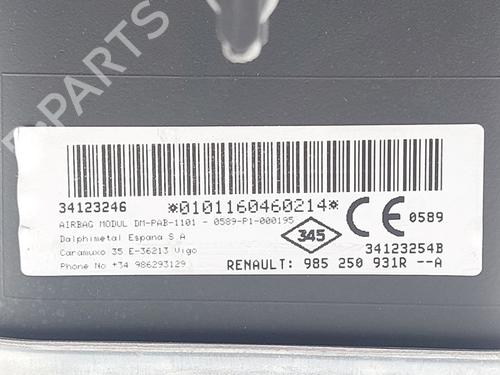 34123246 *0101160460214*
AIRBAG MODUL DM-PAB-1101 - 0589-P1-000195
Dalphimetal Espana S A
Caramuxo 35 E-36213 Vigo
Phone No +34 986293129
345
CE 0589
34123254B
RENAULT: 985 250 931R --A
B-PARTS